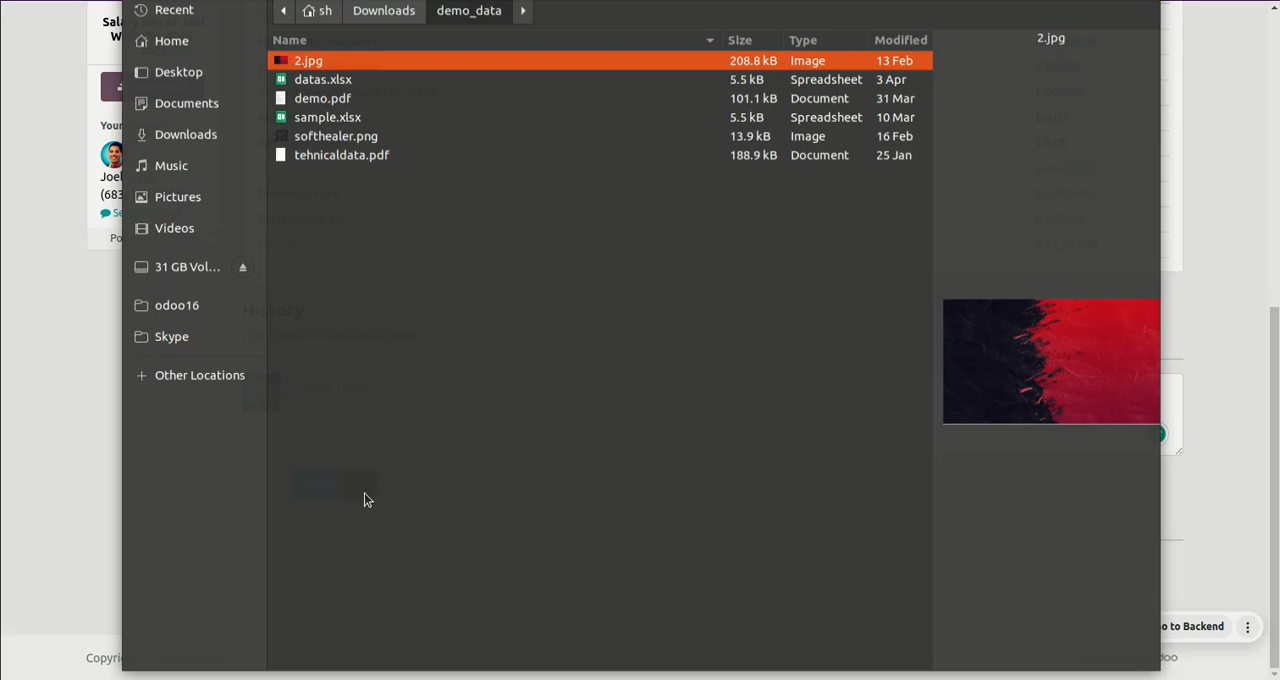 Recent
sh
Downloads
demo_data
Name
Size
Type
Modified
2.jpg
208.8 kB
Image
13 Feb
datas.xlsx
5.5 kB
Spreadsheet
3 Apr
demo.pdf
101.1 kB
Document
31 Mar
sample.xlsx
5.5 kB
Spreadsheet
10 Mar
softhealer.png
13.9 kB
Image
16 Feb
tehnicaldata.pdf
188.9 kB
Document
25 Jan
2.jpg
Home
Desktop
Documents
Downloads
Music
Pictures
Videos
31 GB Vol...
odoo16
Skype
Other Locations
Joel
(683
History
to Backend